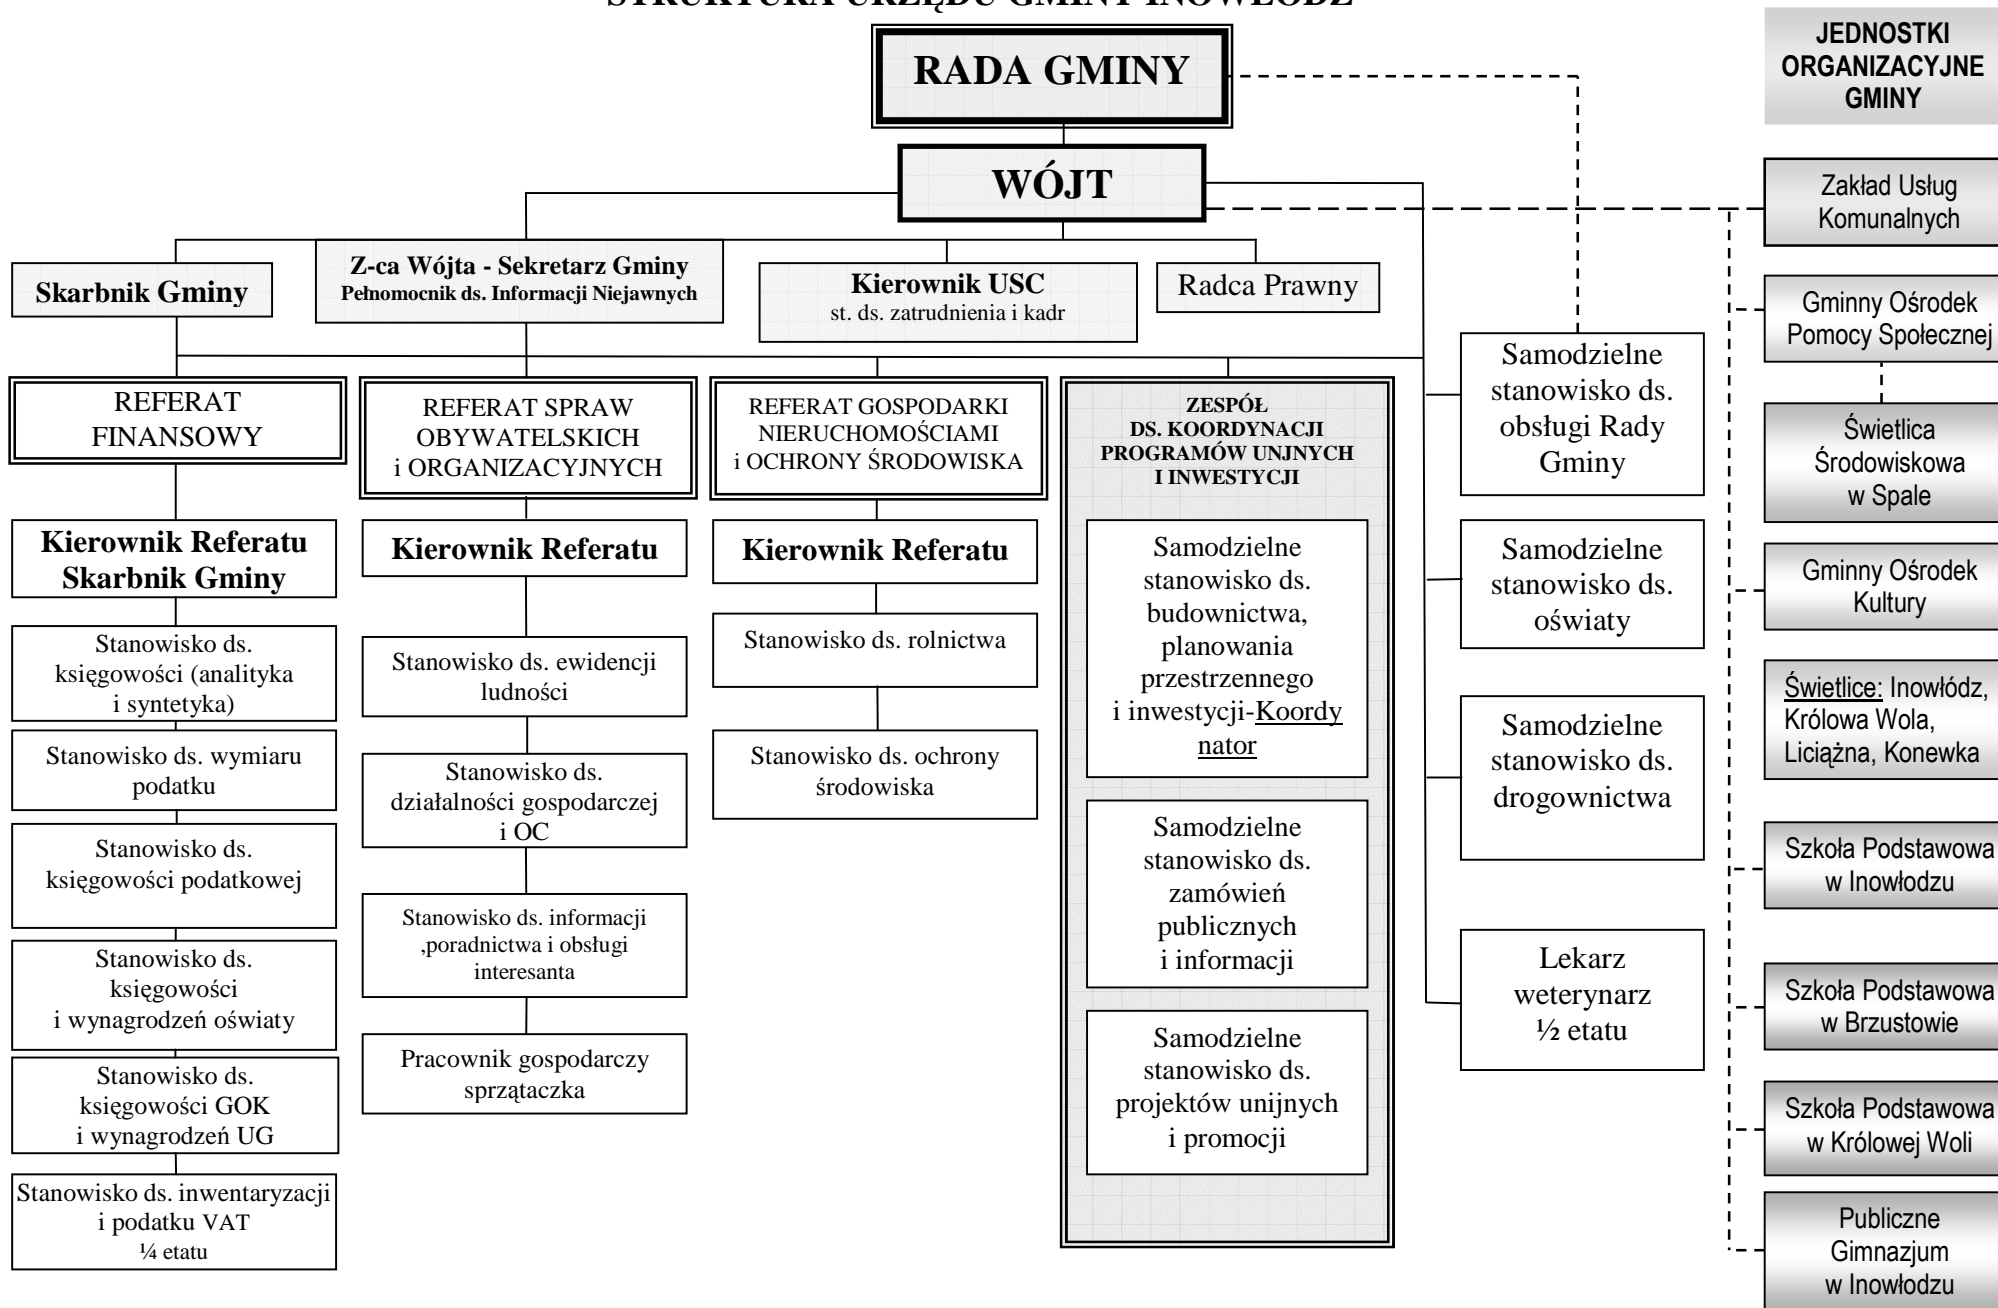 STRUKTURA URZĘDU GMINY INOWŁÓDZ
RADA GMINY
WÓJT
Skarbnik Gminy
Z-ca Wójta - Sekretarz Gminy
Pełnomocnik ds. Informacji Niejawnych
Kierownik USC
st. ds. zatrudnienia i kadr
Radca Prawny
REFERAT
FINANSOWY
Kierownik Referatu
Skarbnik Gminy
Stanowisko ds.
księgowości (analityka
i syntetyka)
Stanowisko ds. wymiaru
podatku
Stanowisko ds.
księgowości podatkowej
Stanowisko ds.
księgowości
i wynagrodzeń oświaty
Stanowisko ds.
księgowości GOK
i wynagrodzeń UG
Stanowisko ds. inwentaryzacji
i podatku VAT
¼ etatu
REFERAT SPRAW
OBYWATELSKICH
i ORGANIZACYJNYCH
Kierownik Referatu
Stanowisko ds. ewidencji
ludności
Stanowisko ds.
działalności gospodarczej
i OC
Stanowisko ds. informacji
,poradnictwa i obsługi
interesanta
Pracownik gospodarczy
sprzątaczka
REFERAT GOSPODARKI
NIERUCHOMOŚCIAMI
i OCHRONY ŚRODOWISKA
Kierownik Referatu
Stanowisko ds. rolnictwa
Stanowisko ds. ochrony
środowiska
ZESPÓŁ
DS. KOORDYNACJI
PROGRAMÓW UNJNYCH
I INWESTYCJI
Samodzielne
stanowisko ds.
budownictwa,
planowania
przestrzennego
i inwestycji-Koordy
nator
Samodzielne
stanowisko ds.
zamówień
publicznych
i informacji
Samodzielne
stanowisko ds.
projektów unijnych
i promocji
Samodzielne
stanowisko ds.
obsługi Rady
Gminy
Samodzielne
stanowisko ds.
oświaty
Samodzielne
stanowisko ds.
drogownictwa
Lekarz
weterynarz
½ etatu
JEDNOSTKI
ORGANIZACYJNE
GMINY
Zakład Usług
Komunalnych
Gminny Ośrodek
Pomocy Społecznej
Świetlica
Środowiskowa
w Spale
Gminny Ośrodek
Kultury
Świetlice: Inowłódz,
Królowa Wola,
Liciążna, Konewka
Szkoła Podstawowa
w Inowłodzu
Szkoła Podstawowa
w Brzustowie
Szkoła Podstawowa
w Królowej Woli
Publiczne
Gimnazjum
w Inowłodzu